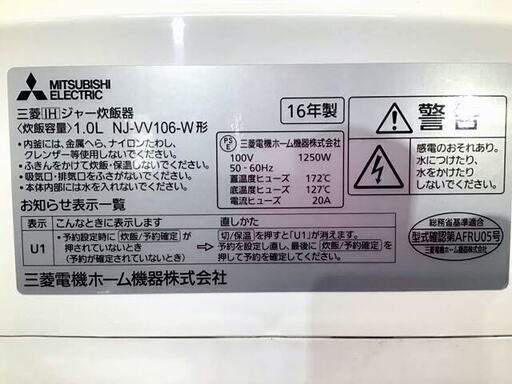 MITSUBISHI
ELECTRIC
三菱IHジャー炊飯器
〈炊飯容量〉1.0L NJ-VV106-W形
16年製
・内釜には、金属へら、ナイロンたわし、
クレンザー等使用しないでください。
・ふきんをかけて炊飯・保温しないでください。
・吸気口・排気口をふさがないでください。
・本体内部には水を入れないでください。
PSE
三菱電機ホーム機器株式会社
100V 1250W
50-60Hz
蓋温度ヒューズ 172℃
底温度ヒューズ 127℃
電流ヒューズ 20A
警告
感電のおそれあり。
水につけたり、
水をかけたり
しないでください。
お知らせ表示一覧
表示 こんなときに表示します 直しかた
U1
・予約設定時に 炊飯/予約確定 が
押されていないとき
(予約が確定されていないとき)
切/保温 を押すと「U1」が消えます。
予約を設定し直し、最後に 炊飯/予約確定 を
押してください。
総務省基準適合
型式確認第AFRU05号
三菱電機ホーム機器株式会社
三菱電機ホーム機器株式会社